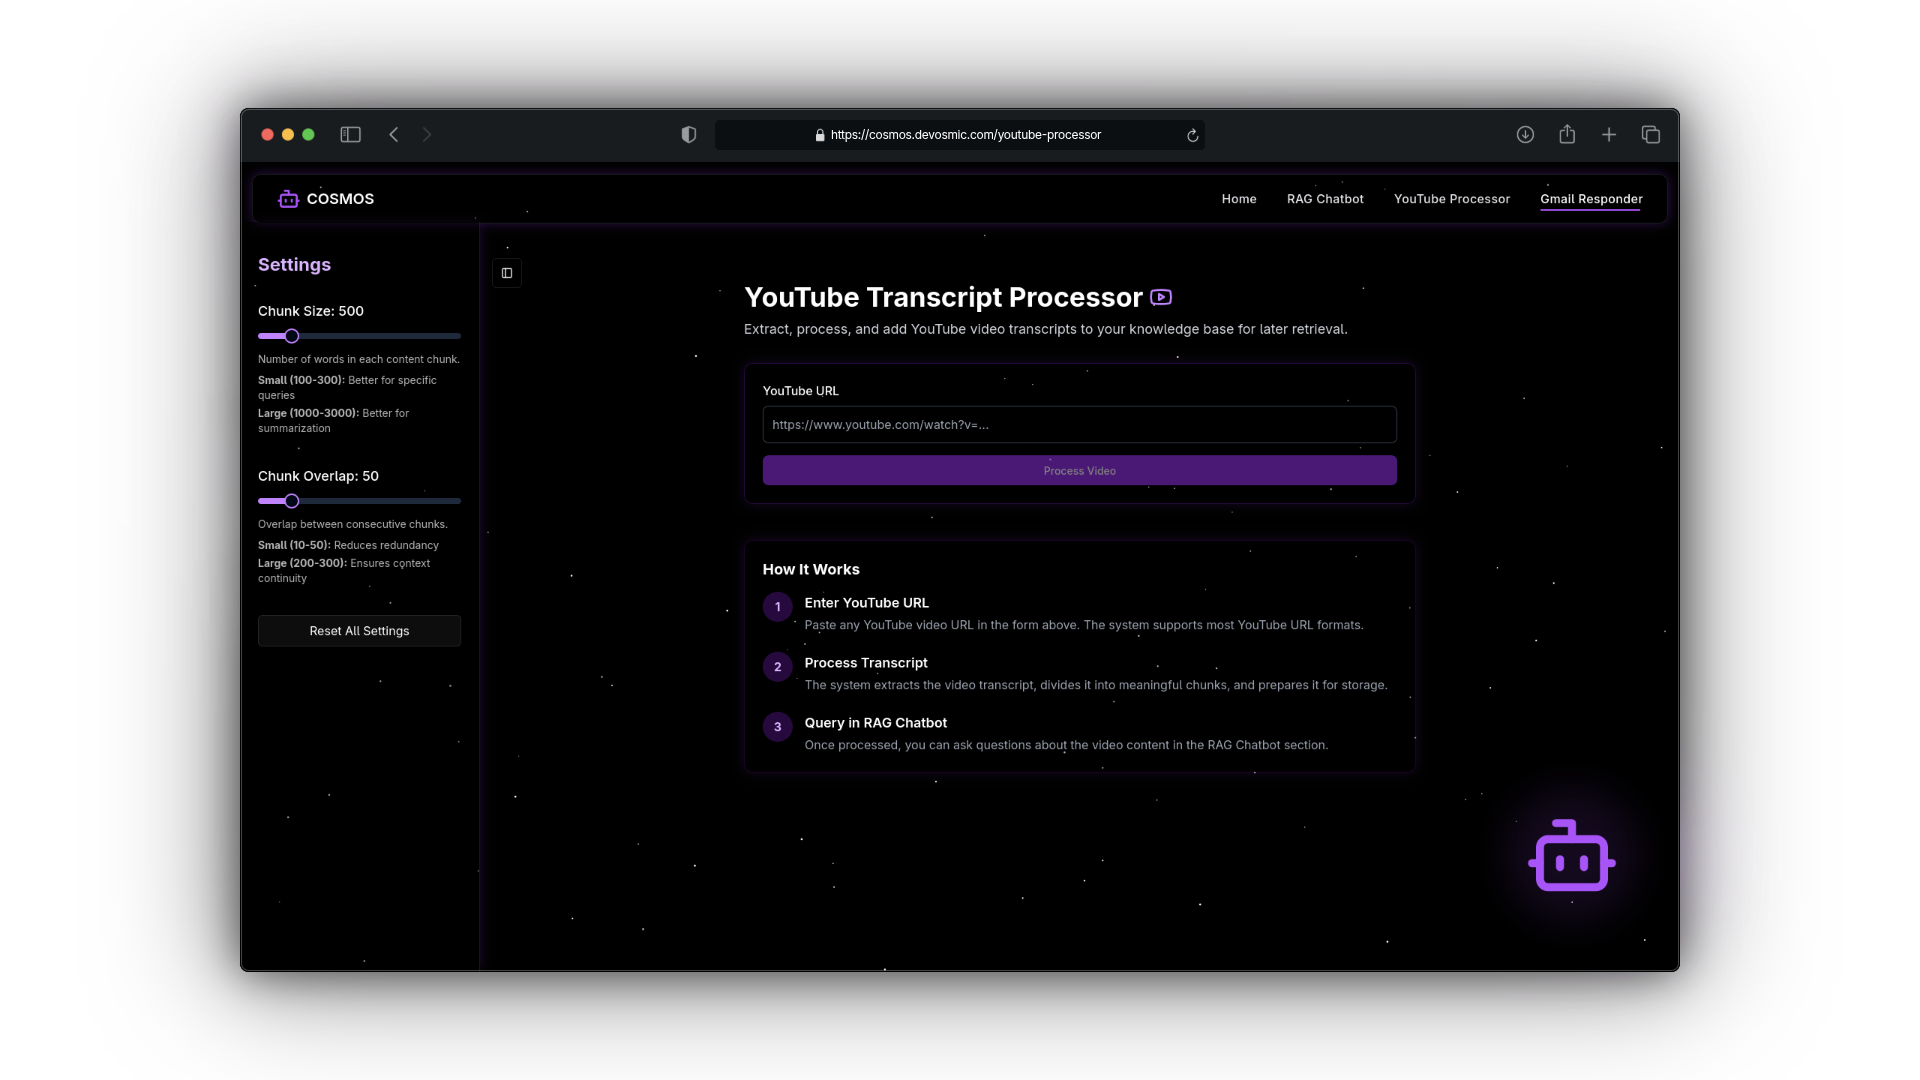 https://cosmos.devosmic.com/youtube-processor
COSMOS
Home
RAG Chatbot
YouTube Processor
Gmail Responder
Settings
Chunk Size: 500
Number of words in each content chunk.
Small (100-300): Better for specific
queries
Large (1000-3000): Better for
summarization
Chunk Overlap: 50
Overlap between consecutive chunks.
Small (10-50): Reduces redundancy
Large (200-300): Ensures context
continuity
Reset All Settings
YouTube Transcript Processor
Extract, process, and add YouTube video transcripts to your knowledge base for later retrieval.
YouTube URL
https://www.youtube.com/watch?v=...
Process Video
How It Works
1
Enter YouTube URL
Paste any YouTube video URL in the form above. The system supports most YouTube URL formats.
2
Process Transcript
The system extracts the video transcript, divides it into meaningful chunks, and prepares it for storage.
3
Query in RAG Chatbot
Once processed, you can ask questions about the video content in the RAG Chatbot section.